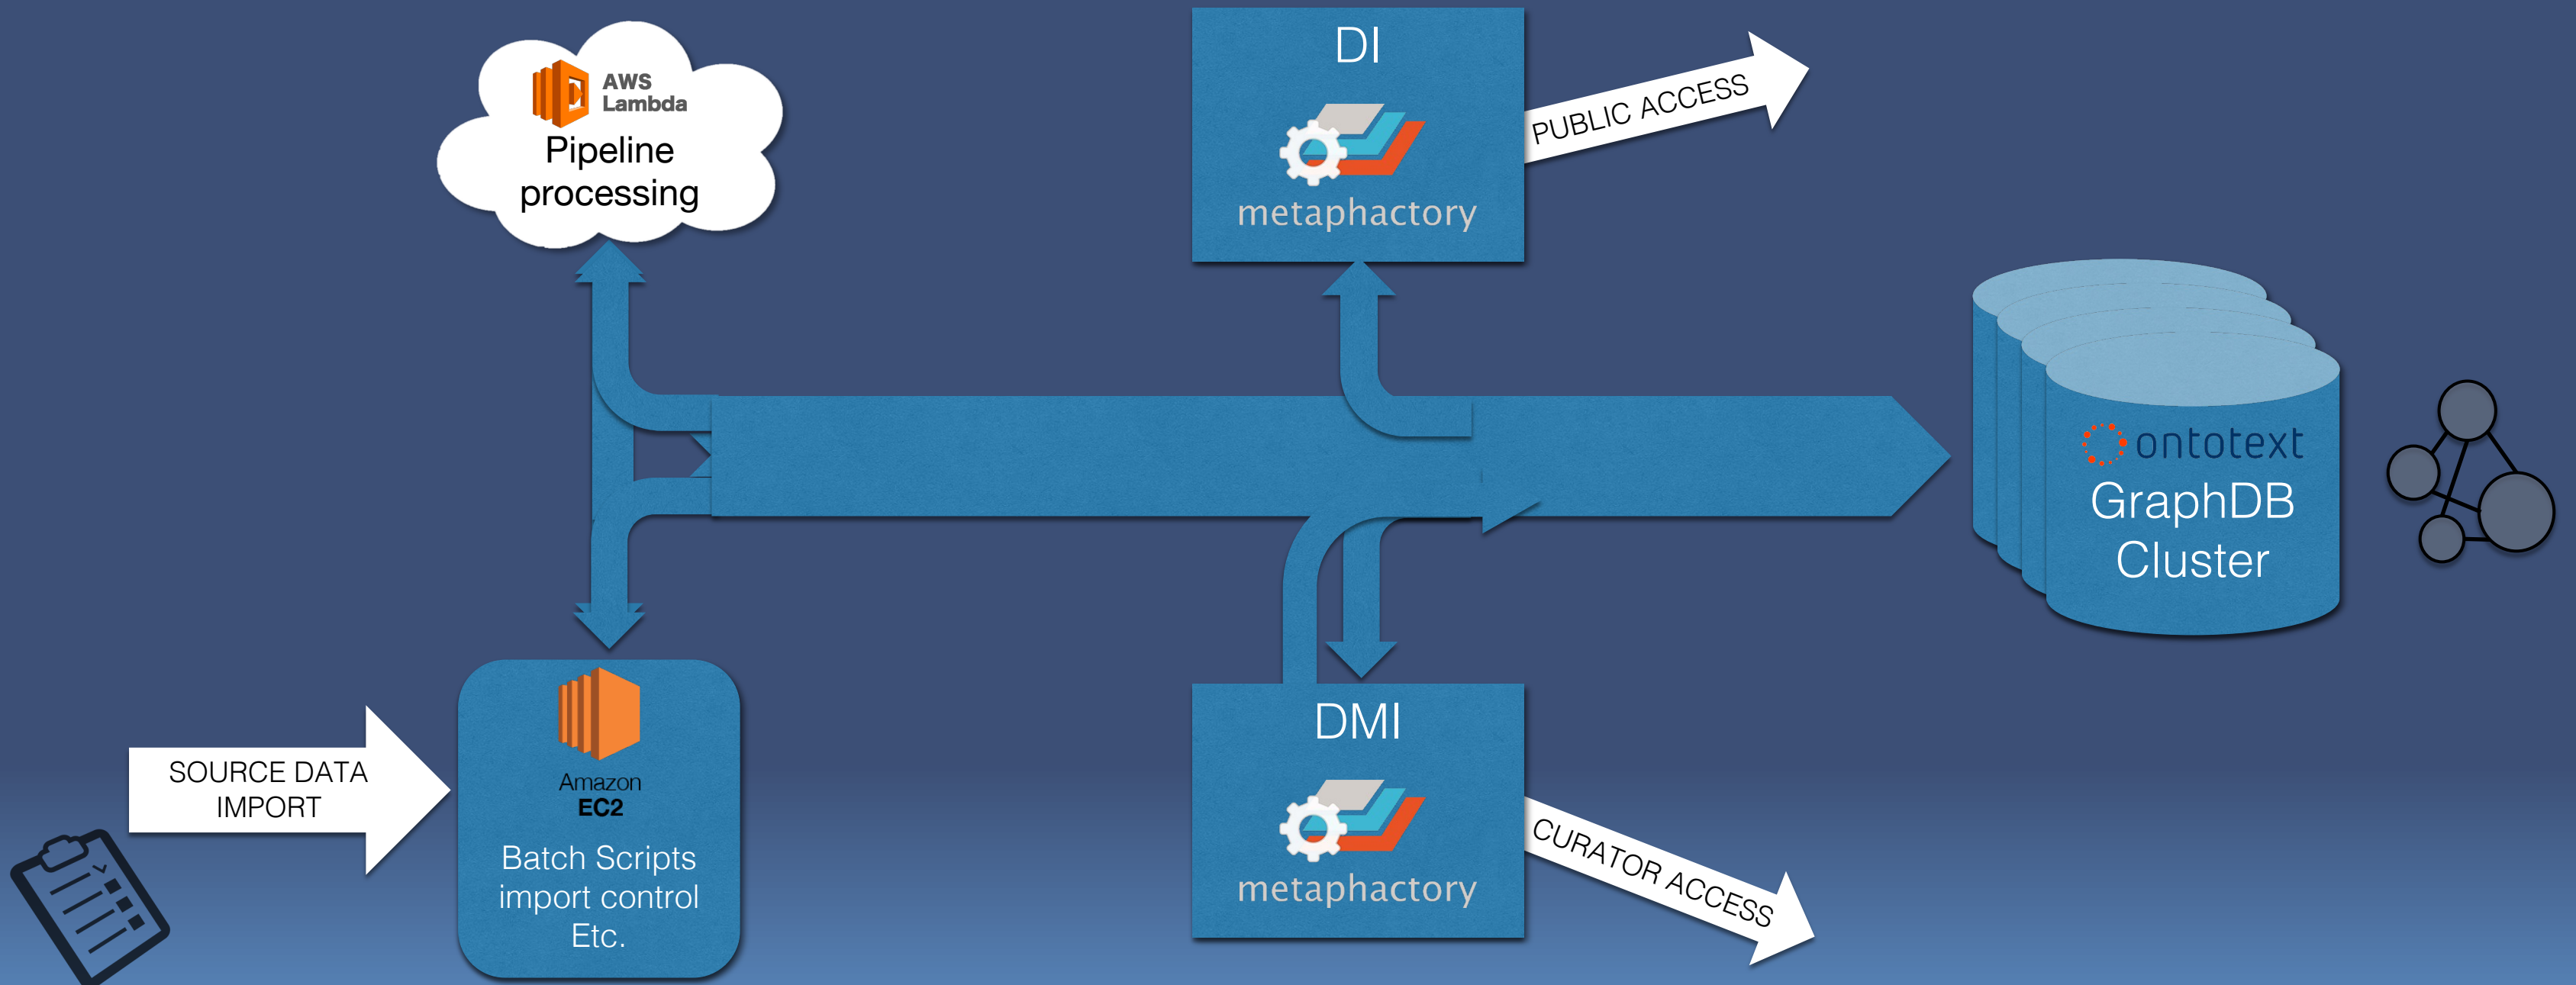 AWS
Lambda
Pipeline
processing
DI
metaphactory
PUBLIC ACCESS
ontotext
GraphDB
Cluster
SOURCE DATA
IMPORT
Amazon
EC2
Batch Scripts
import control
Etc.
DMI
metaphactory
CURATOR ACCESS